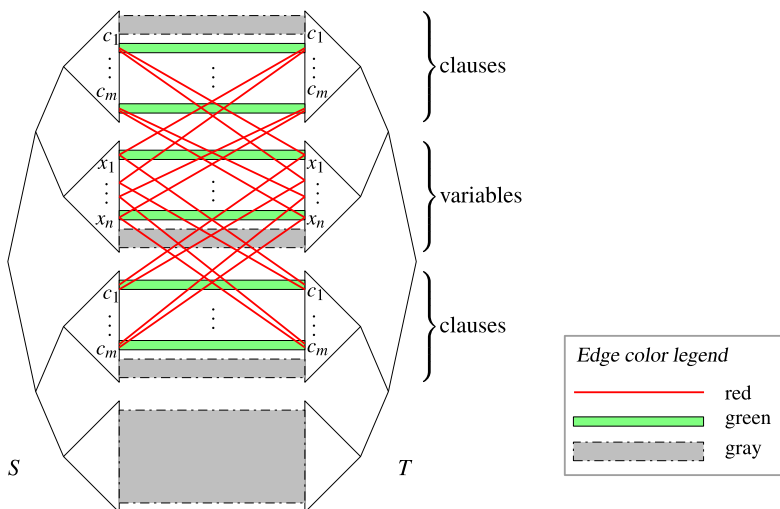 c1 c1
⋮ ⋮ ⋮ clauses
cm cm
x1 x1
⋮ ⋮ ⋮ variables
xn xn
c1 c1
⋮ ⋮ ⋮ clauses
cm cm
Edge color legend
red
green
gray
S T